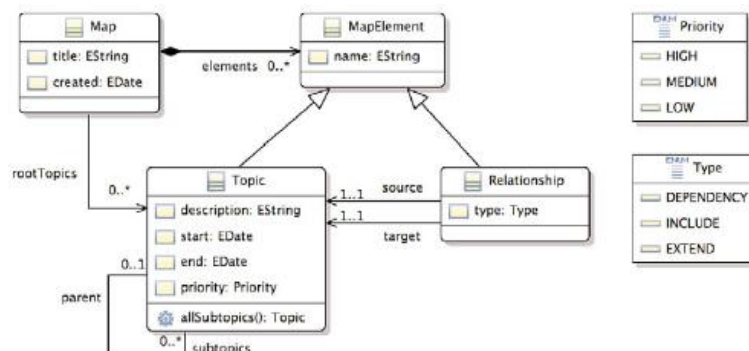 Map
title: EString
created: EDate
elements 0..*
MapElement
name: EString
ENUM
Priority
HIGH
MEDIUM
LOW
rootTopics
0..*
Topic
description: EString
start: EDate
end: EDate
priority: Priority
allSubtopics(): Topic
source
1..1
1..1
target
Relationship
type: Type
ENUM
Type
DEPENDENCY
INCLUDE
EXTEND
0..1
parent
0..*
subtopics